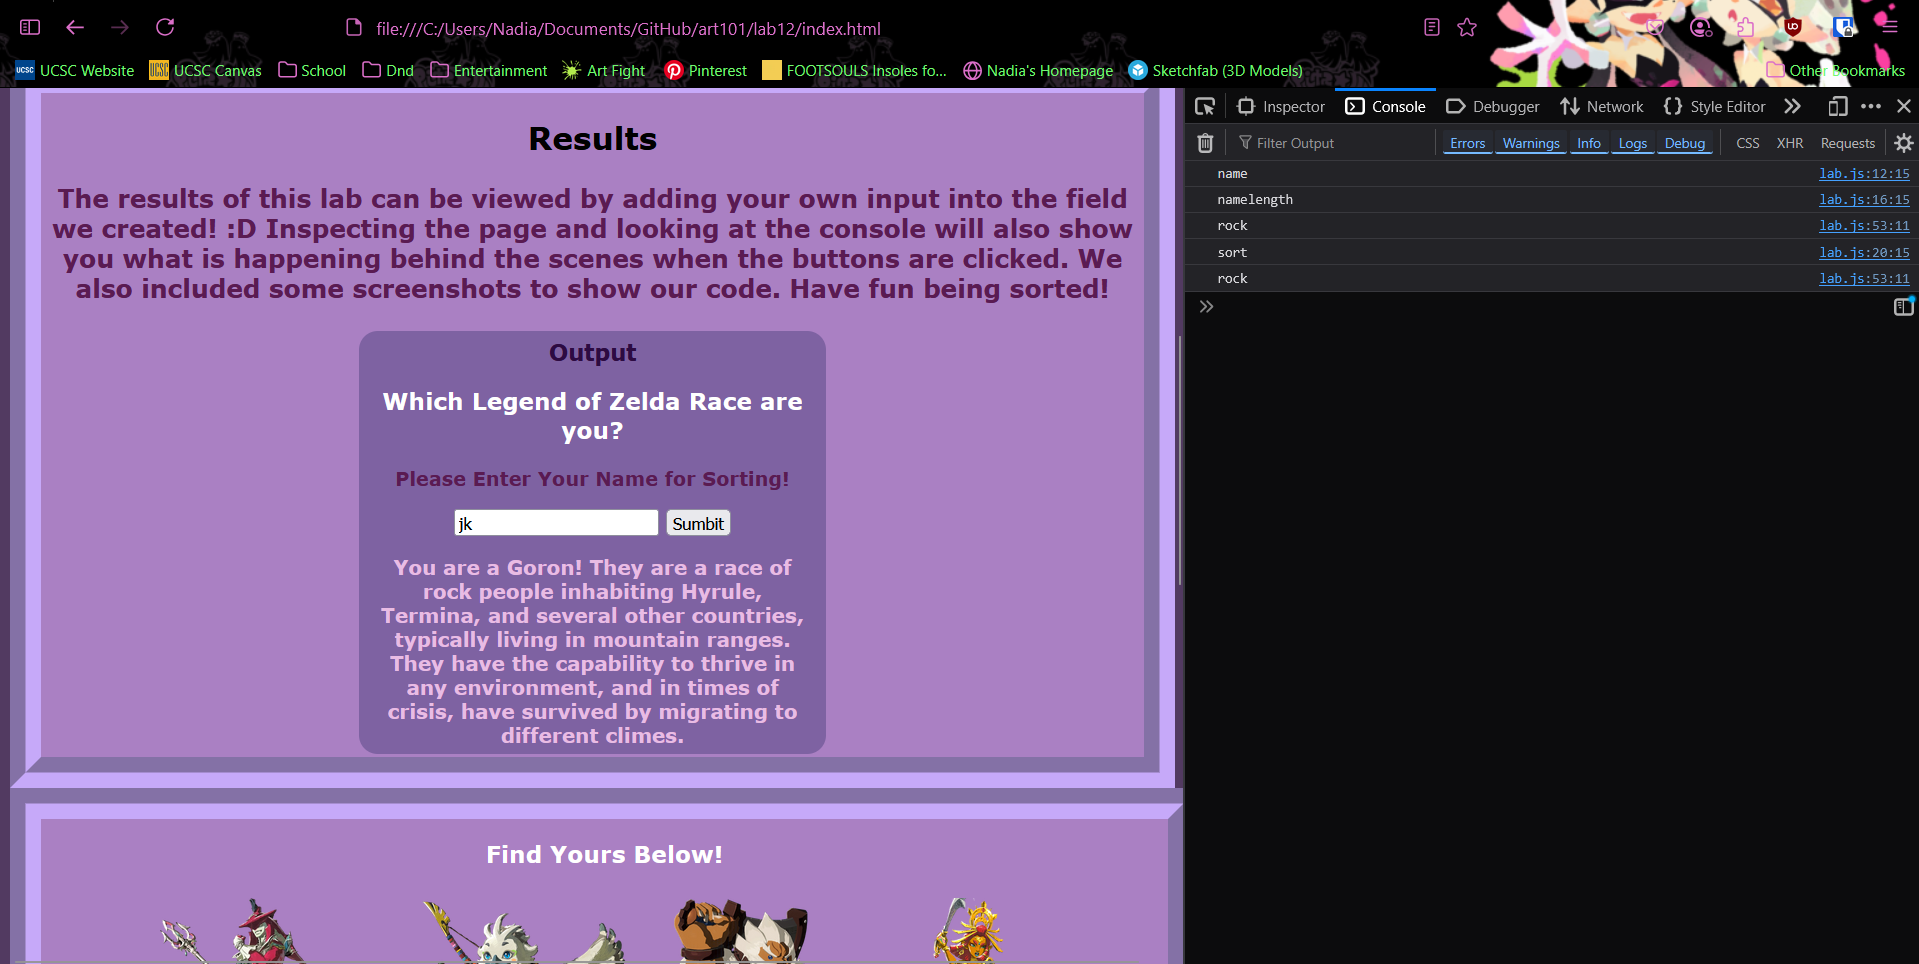 file:///C:/Users/Nadia/Documents/GitHub/art101/lab12/index.html
UCSC UCSC Website UCSC UCSC Canvas School Dnd Entertainment Art Fight Pinterest FOOTSOULS Insoles fo... Nadia's Homepage Sketchfab (3D Models) Other Bookmarks
Results
The results of this lab can be viewed by adding your own input into the field
we created! :D Inspecting the page and looking at the console will also show
you what is happening behind the scenes when the buttons are clicked. We
also included some screenshots to show our code. Have fun being sorted!
Output
Which Legend of Zelda Race are
you?
Please Enter Your Name for Sorting!
jk Sumbit
You are a Goron! They are a race of
rock people inhabiting Hyrule,
Termina, and several other countries,
typically living in mountain ranges.
They have the capability to thrive in
any environment, and in times of
crisis, have survived by migrating to
different climes.
Find Yours Below!
Inspector Console Debugger Network Style Editor
Filter Output Errors Warnings Info Logs Debug CSS XHR Requests
name lab.js:12:15
namelength lab.js:16:15
rock lab.js:53:11
sort lab.js:20:15
rock lab.js:53:11